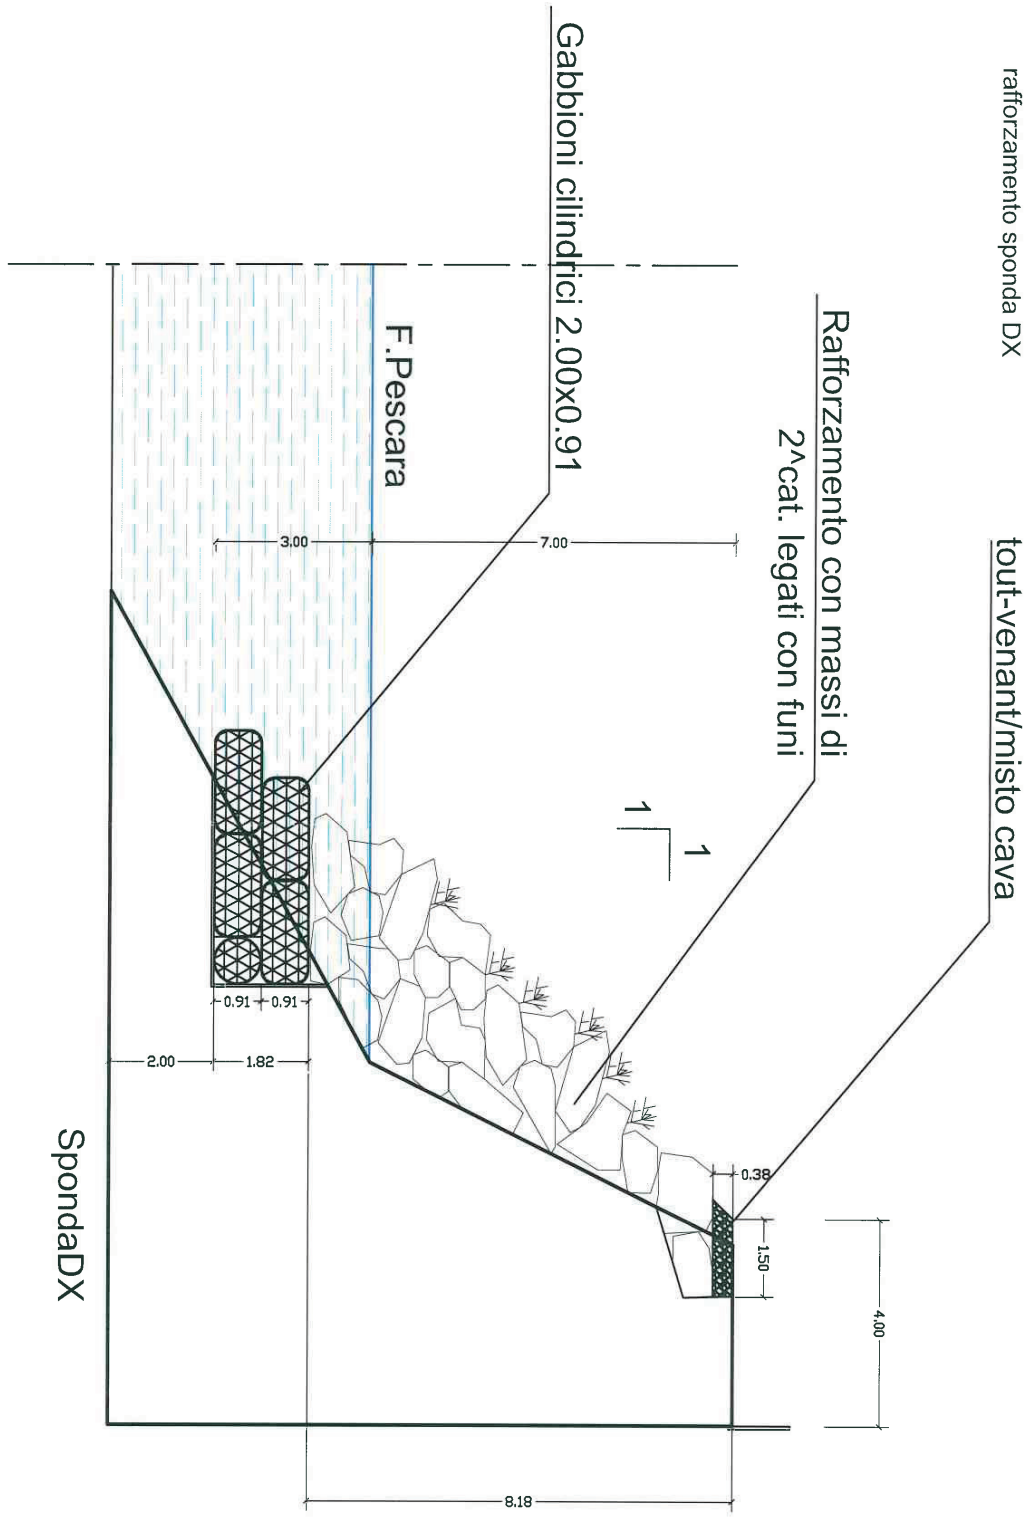 rafforzamento sponda DX
tout-venant/misto cava
Rafforzamento con massi di
2^cat. legati con funi
Gabbioni cilindrici 2.00x0.91
F.Pescara
1
1
7.00
3.00
0.38
1.50
4.00
0.91
0.91
2.00
1.82
8.18
SpondaDX